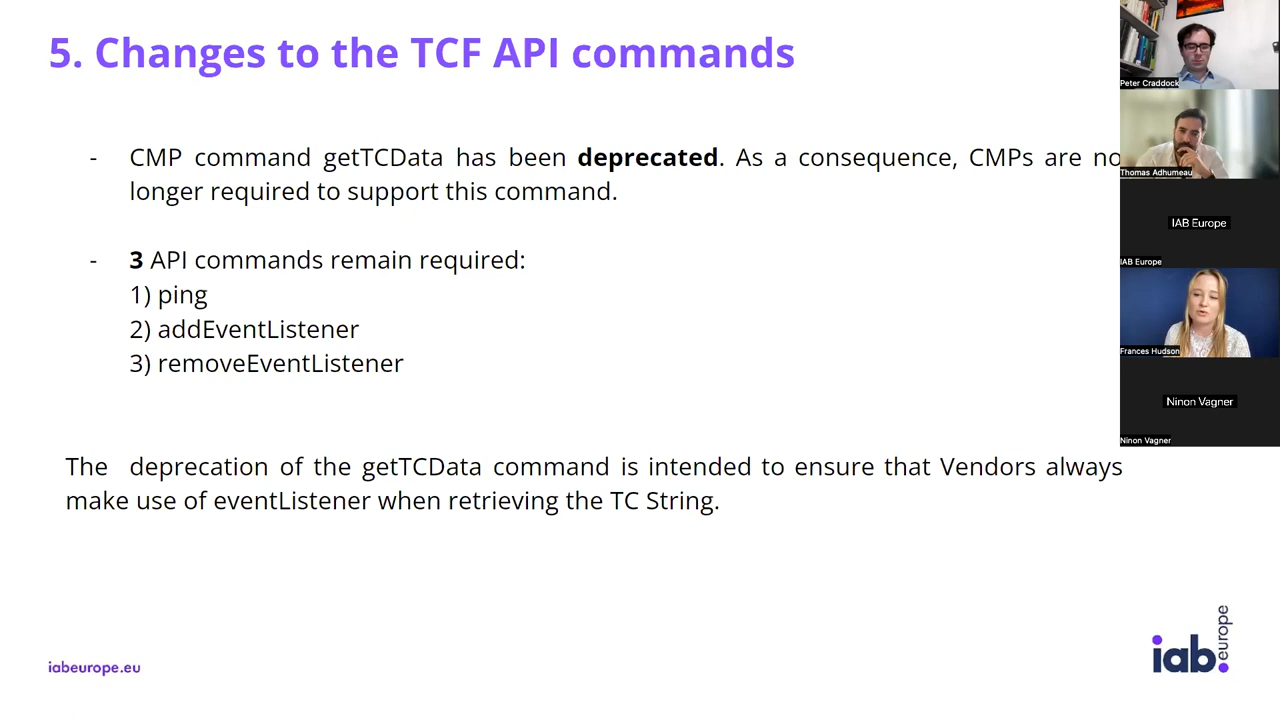 5. Changes to the TCF API commands
- CMP command getTCData has been deprecated. As a consequence, CMPs are no
longer required to support this command.
- 3 API commands remain required:
1) ping
2) addEventListener
3) removeEventListener
The deprecation of the getTCData command is intended to ensure that Vendors always
make use of eventListener when retrieving the TC String.
iabeurope.eu
iab.
europe
Peter Craddock
Thomas Adhumeau
IAB Europe
IAB Europe
Frances Hudson
Ninon Vagner
Ninon Vagner